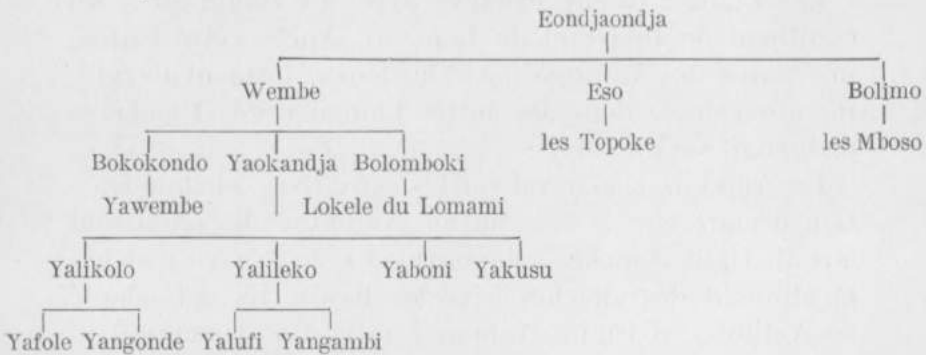 Eondjaondja
Wembe Eso Bolimo
les Topoke les Mboso
Bokokondo Yaokandja Bolomboki
Yawembe Lokele du Lomami
Yalikolo Yalileko Yaboni Yakusu
Yafole Yangonde Yalufi Yangambi